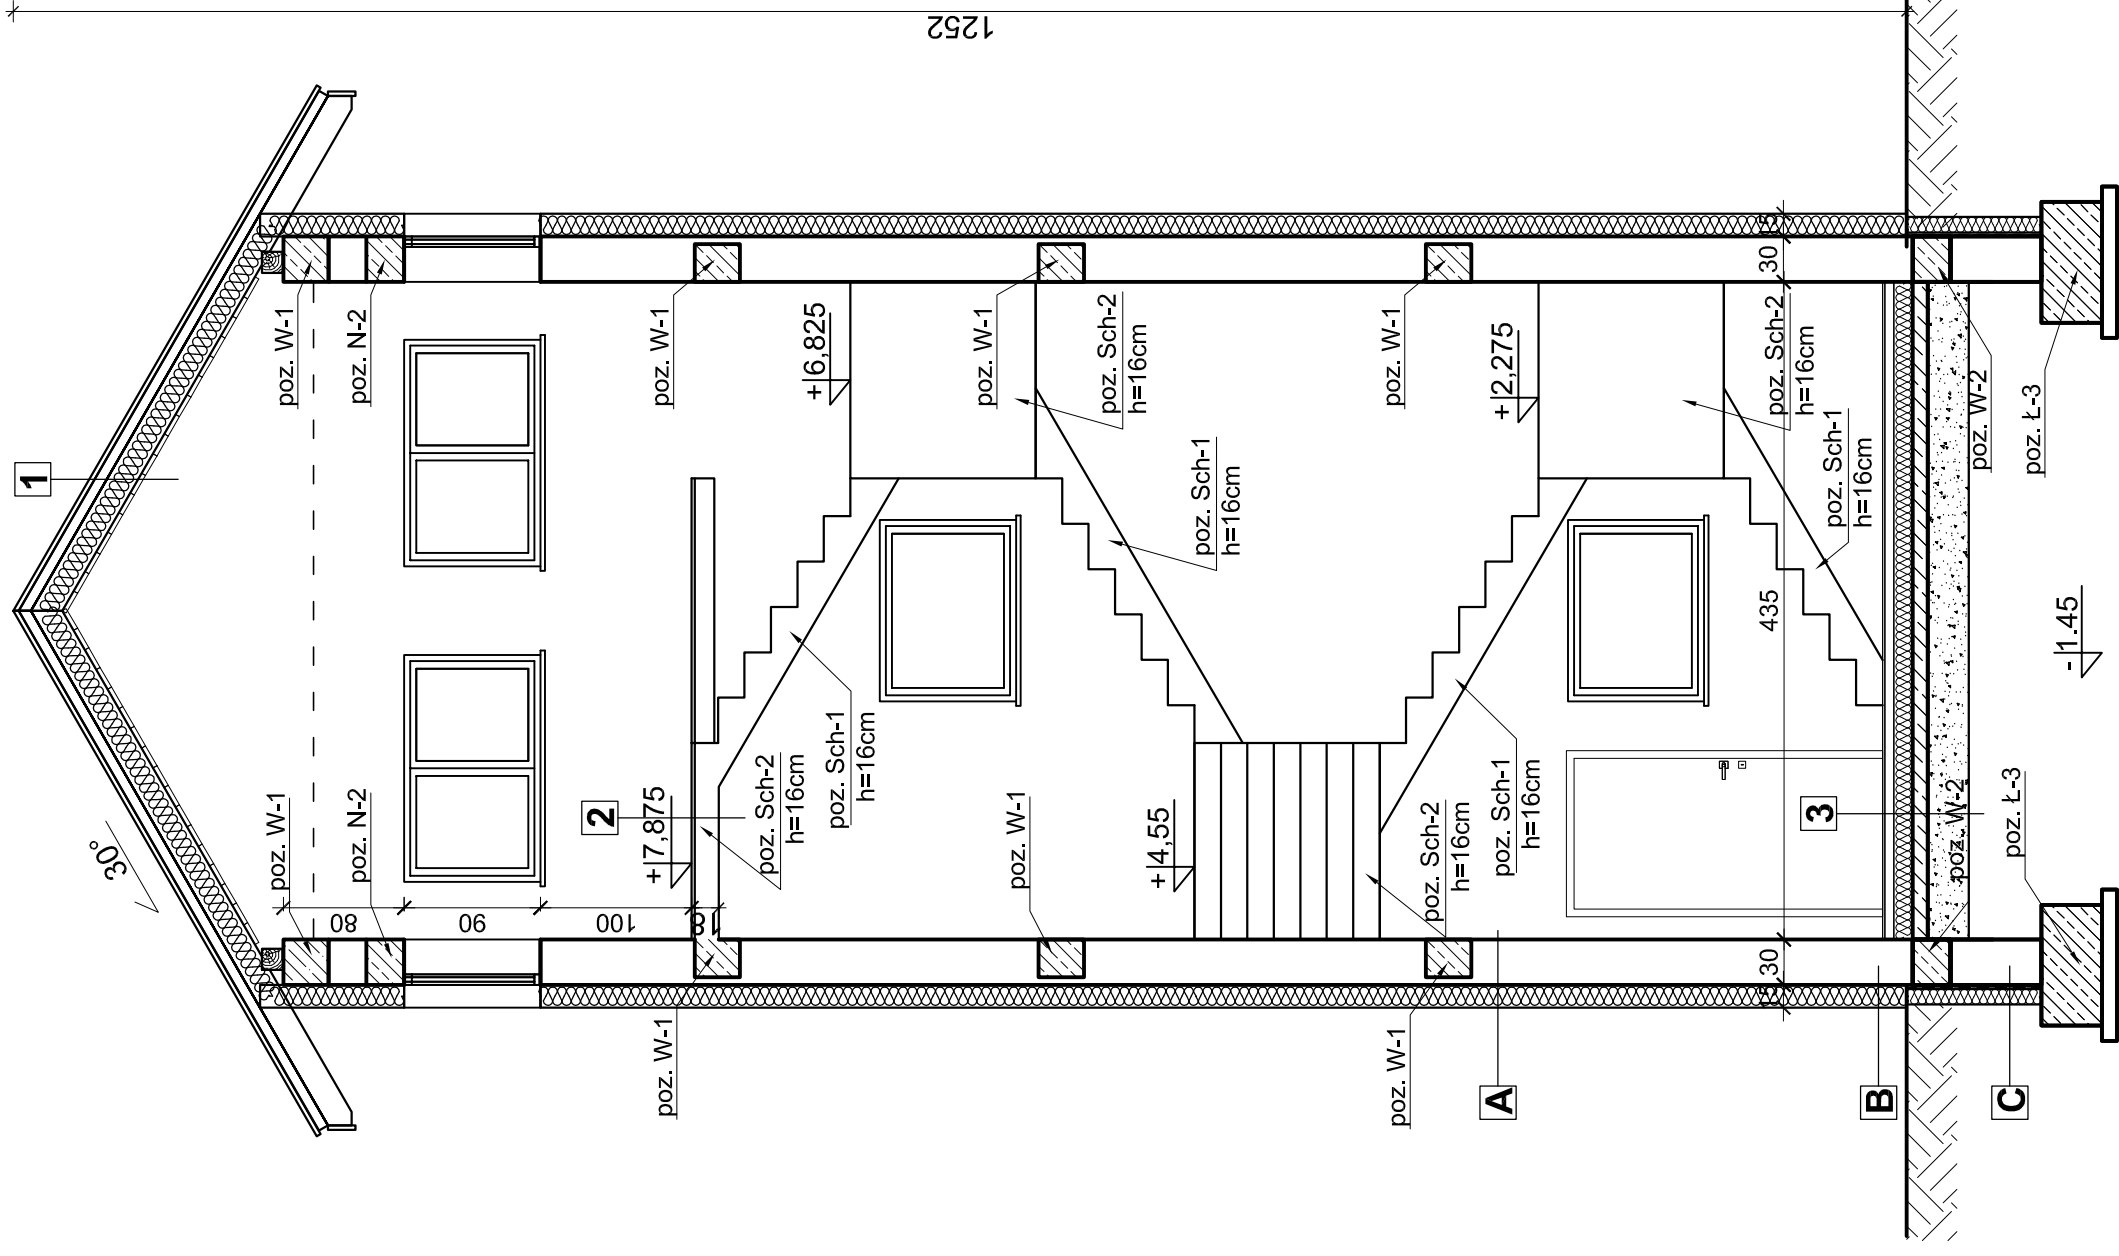 1252
1
30°
poz. W-1
poz. W-1
poz. N-2
poz. N-2
80
90
100
18
poz. W-1
poz. W-1
2
+7,875
+6,825
poz. Sch-2
h=16cm
poz. Sch-1
h=16cm
poz. W-1
poz. W-1
poz. Sch-2
h=16cm
+4,55
poz. Sch-1
h=16cm
poz. W-1
poz. W-1
poz. Sch-2
h=16cm
poz. Sch-1
h=16cm
+2,275
A
15
30
435
30
15
poz. Sch-2
h=16cm
poz. Sch-1
h=16cm
3
B
poz. W-2
poz. W-2
C
poz. Ł-3
poz. Ł-3
-1.45